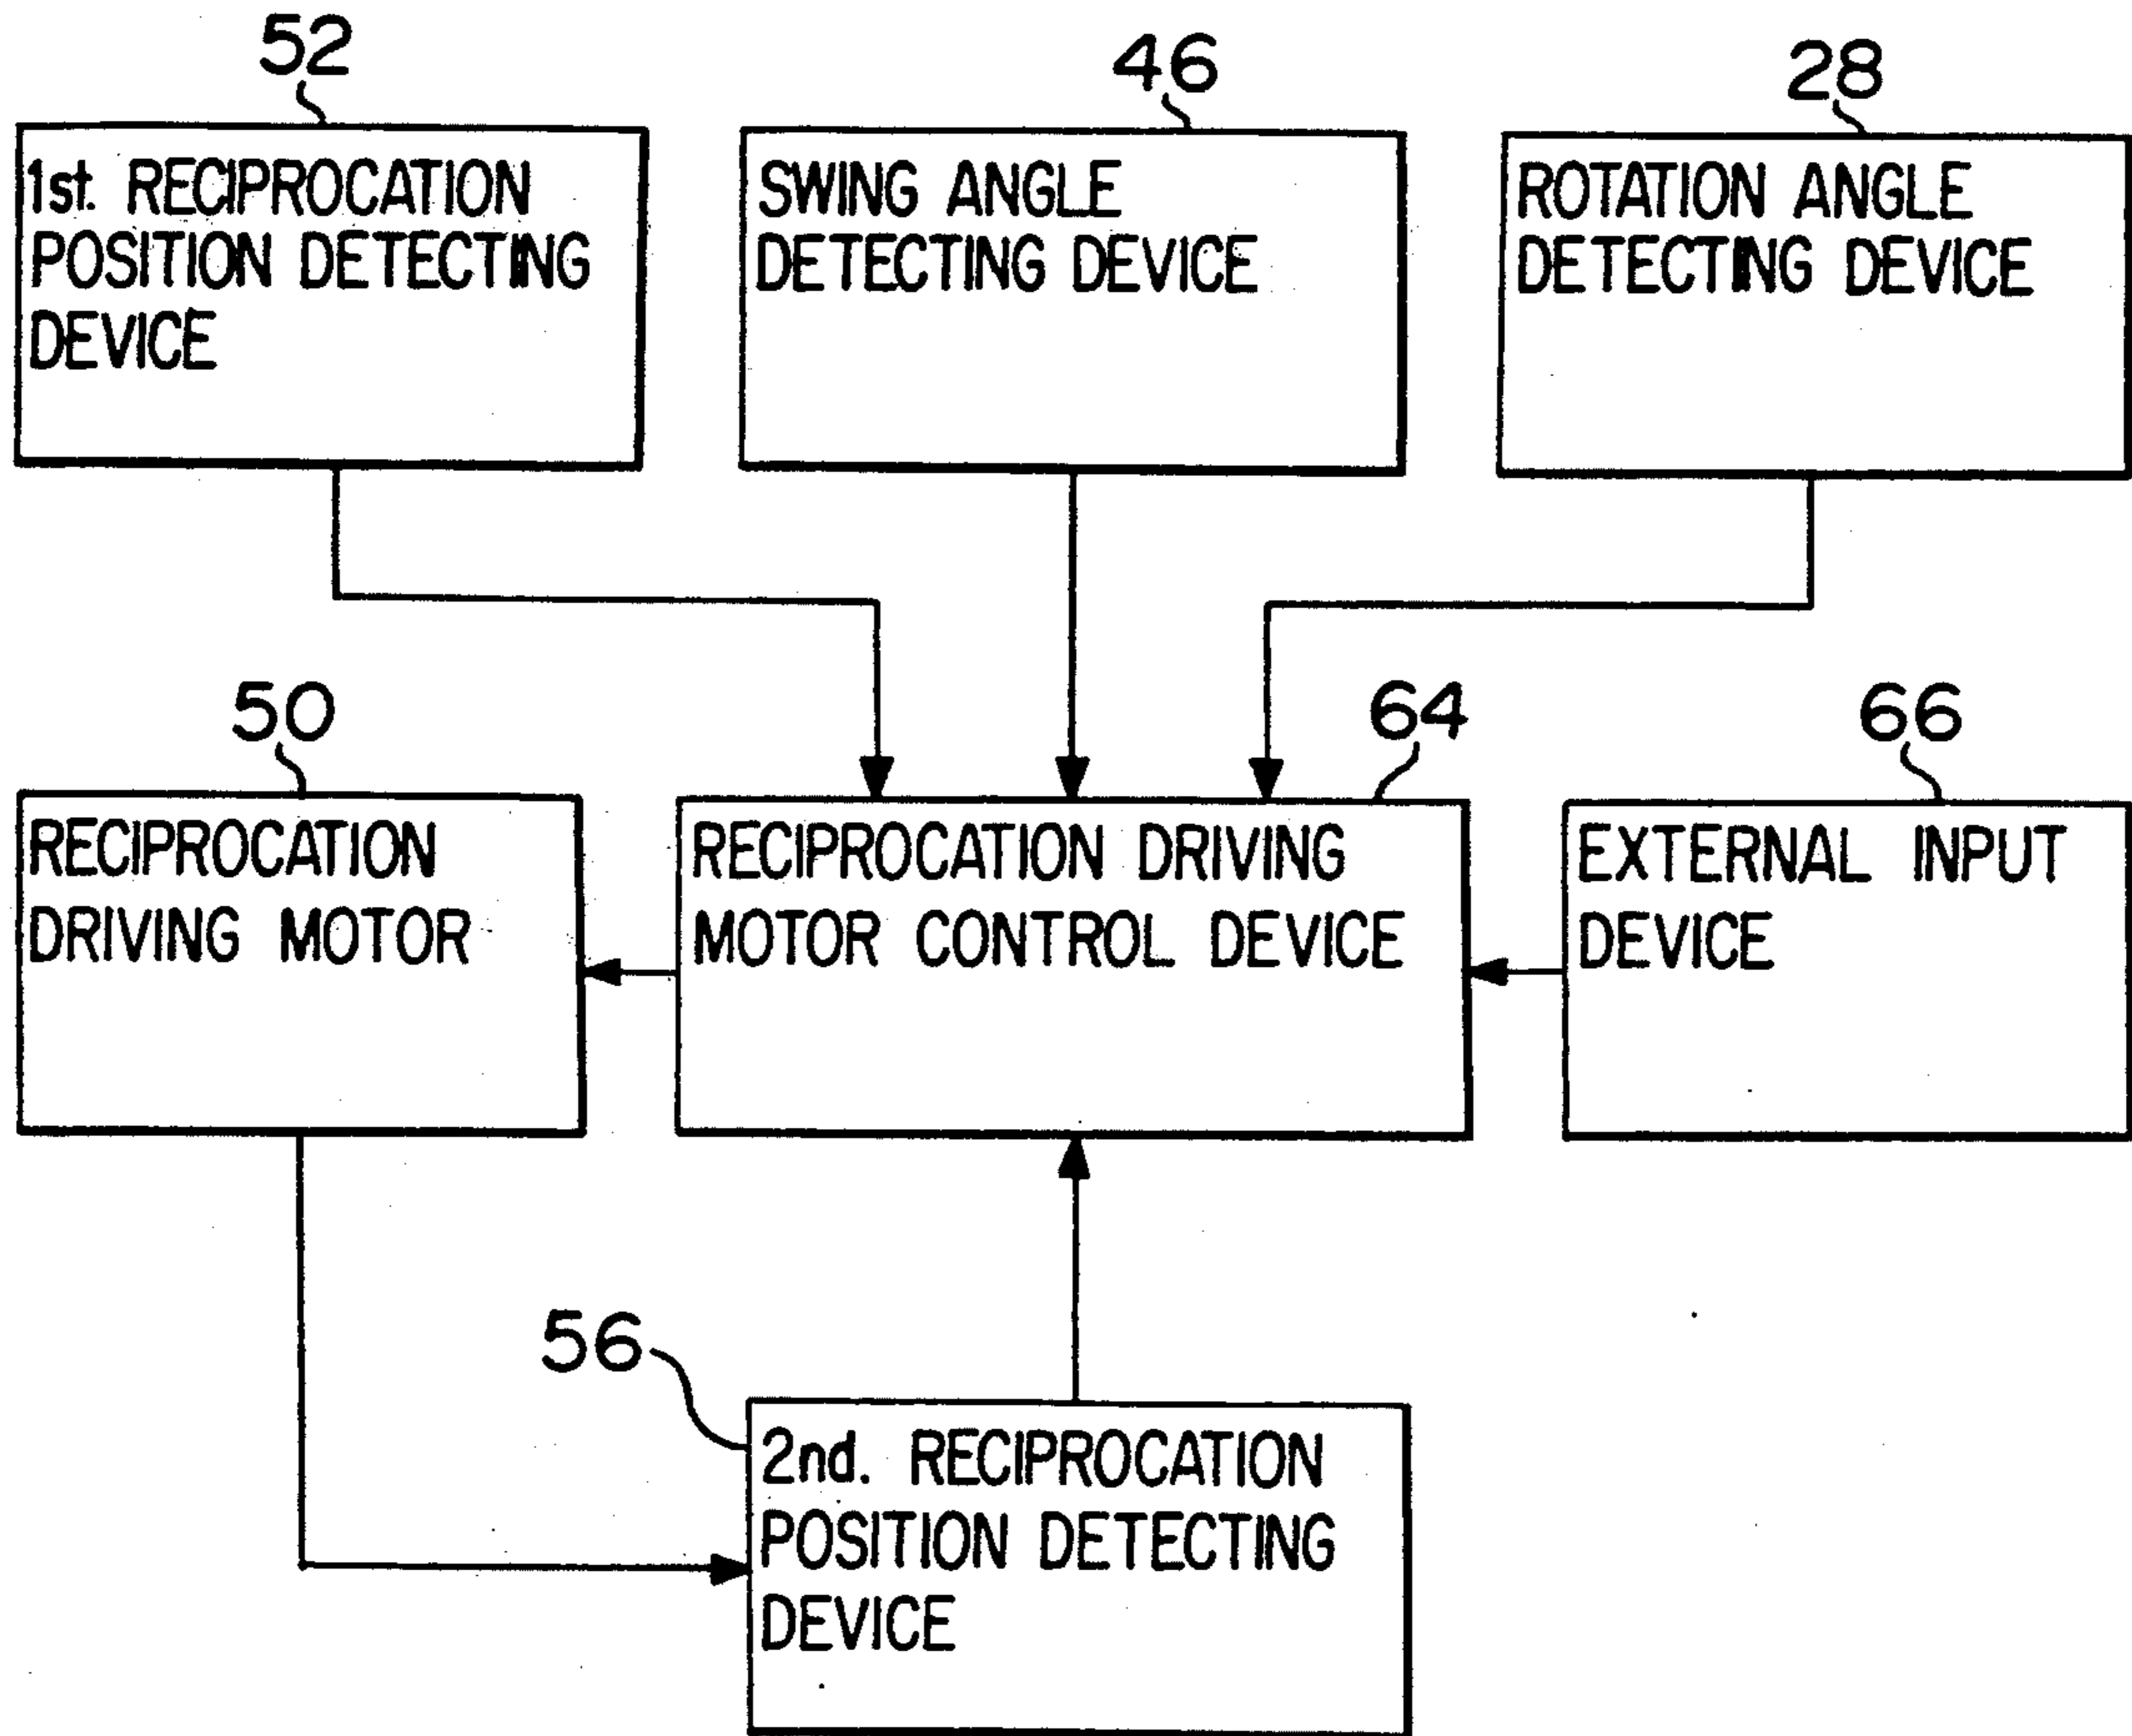 52
46
28
1st. RECIPROCATION
POSITION DETECTING
DEVICE
SWING ANGLE
DETECTING DEVICE
ROTATION ANGLE
DETECTING DEVICE
50
64
66
RECIPROCATION
DRIVING MOTOR
RECIPROCATION DRIVING
MOTOR CONTROL DEVICE
EXTERNAL INPUT
DEVICE
56
2nd. RECIPROCATION
POSITION DETECTING
DEVICE